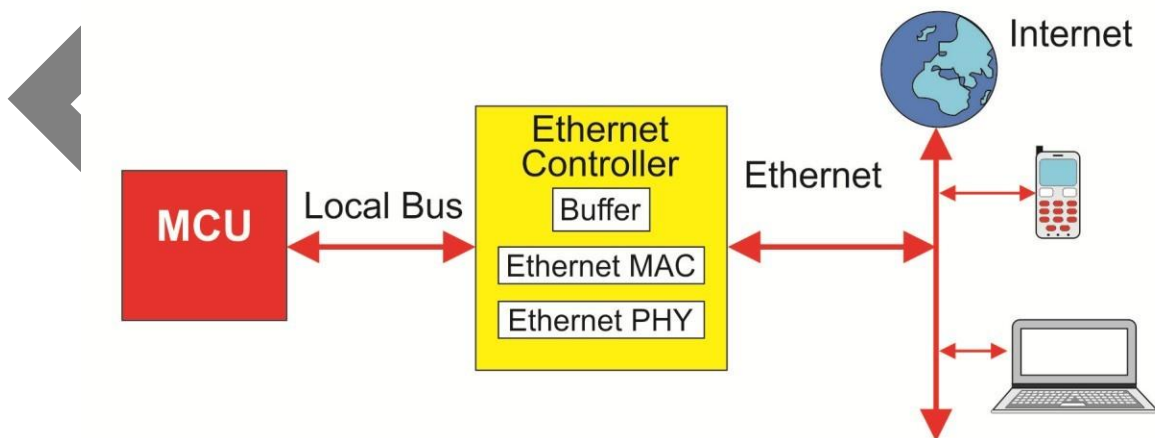 Internet
Ethernet
Controller
Buffer
Ethernet MAC
Ethernet PHY
MCU
Local Bus
Ethernet